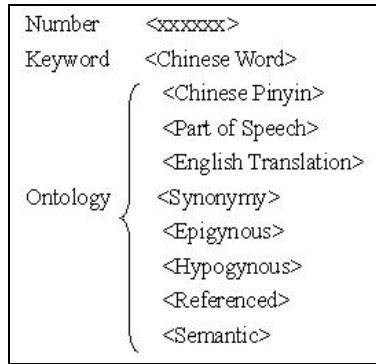 Number <xxxxxx>
Keyword <Chinese Word>
<Chinese Pinyin>
<Part of Speech>
<English Translation>
Ontology <Synonymy>
<Epigynous>
<Hypogynous>
<Referenced>
<Semantic>